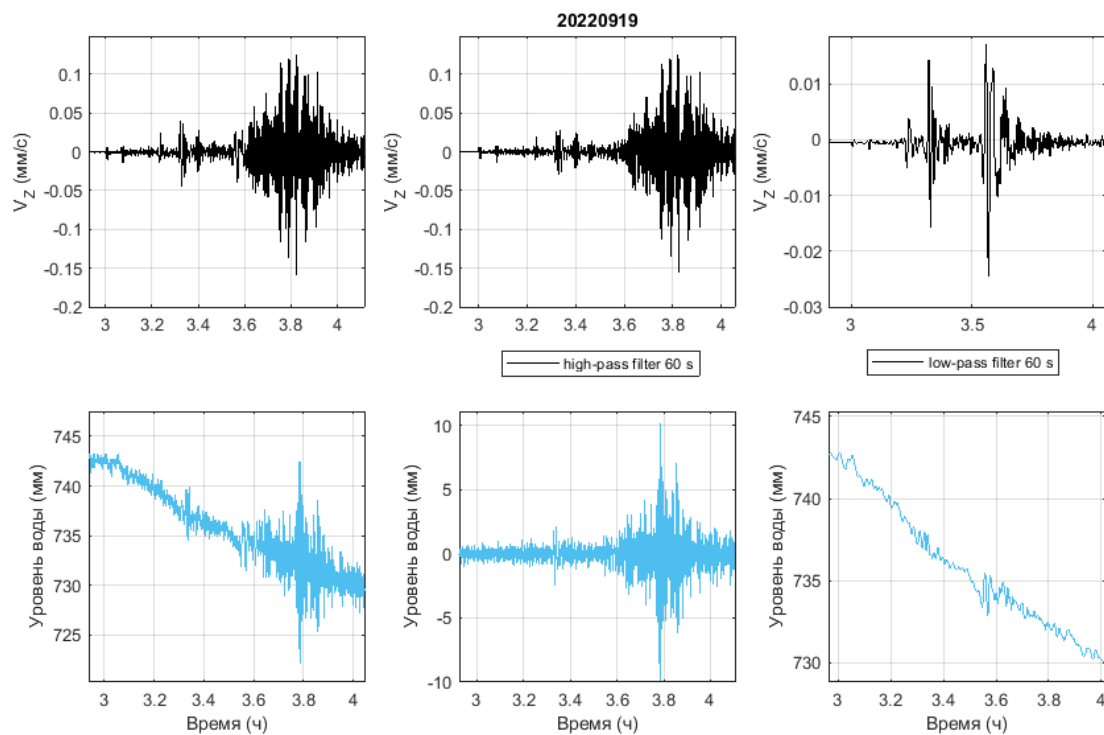 20220919
V_Z (мм/с)
0.1
0.05
0
-0.05
-0.1
-0.15
-0.2
3 3.2 3.4 3.6 3.8 4
V_Z (мм/с)
0.1
0.05
0
-0.05
-0.1
-0.15
-0.2
3 3.2 3.4 3.6 3.8 4
high-pass filter 60 s
V_Z (мм/с)
0.01
0
-0.01
-0.02
-0.03
3 3.5 4
low-pass filter 60 s
Уровень воды (мм)
745
740
735
730
725
3 3.2 3.4 3.6 3.8 4
Время (ч)
Уровень воды (мм)
10
5
0
-5
-10
3 3.2 3.4 3.6 3.8 4
Время (ч)
Уровень воды (мм)
745
740
735
730
3 3.2 3.4 3.6 3.8 4
Время (ч)